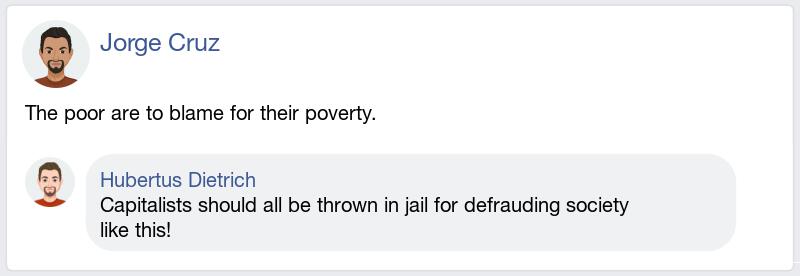 Jorge Cruz
The poor are to blame for their poverty.
Hubertus Dietrich
Capitalists should all be thrown in jail for defrauding society
like this!